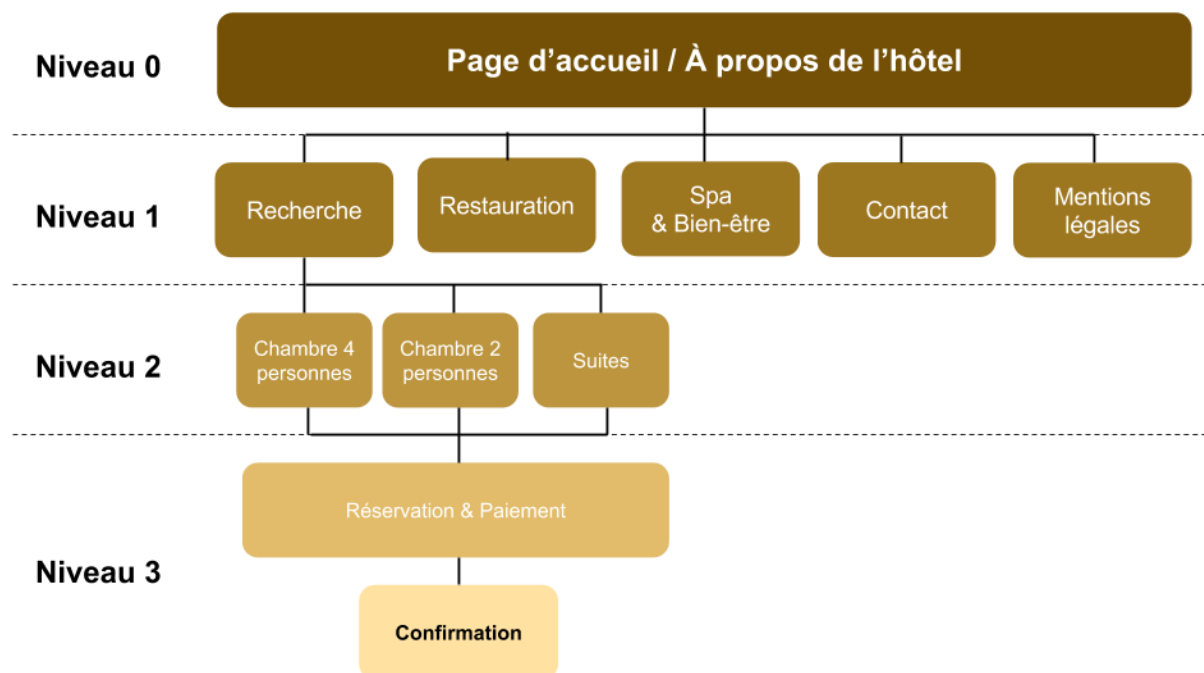 Niveau 0
Page d’accueil / À propos de l’hôtel
Niveau 1
Recherche
Restauration
Spa
& Bien-être
Contact
Mentions
légales
Niveau 2
Chambre 4
personnes
Chambre 2
personnes
Suites
Niveau 3
Réservation & Paiement
Confirmation